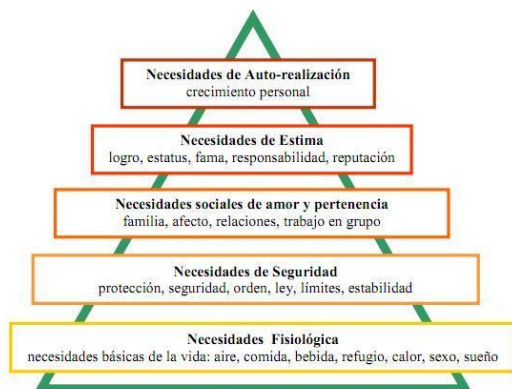 Necesidades de Auto-realización
crecimiento personal
Necesidades de Estima
logro, estatus, fama, responsabilidad, reputación
Necesidades sociales de amor y pertenencia
familia, afecto, relaciones, trabajo en grupo
Necesidades de Seguridad
protección, seguridad, orden, ley, límites, estabilidad
Necesidades Fisiológica
necesidades básicas de la vida: aire, comida, bebida, refugio, calor, sexo, sueño